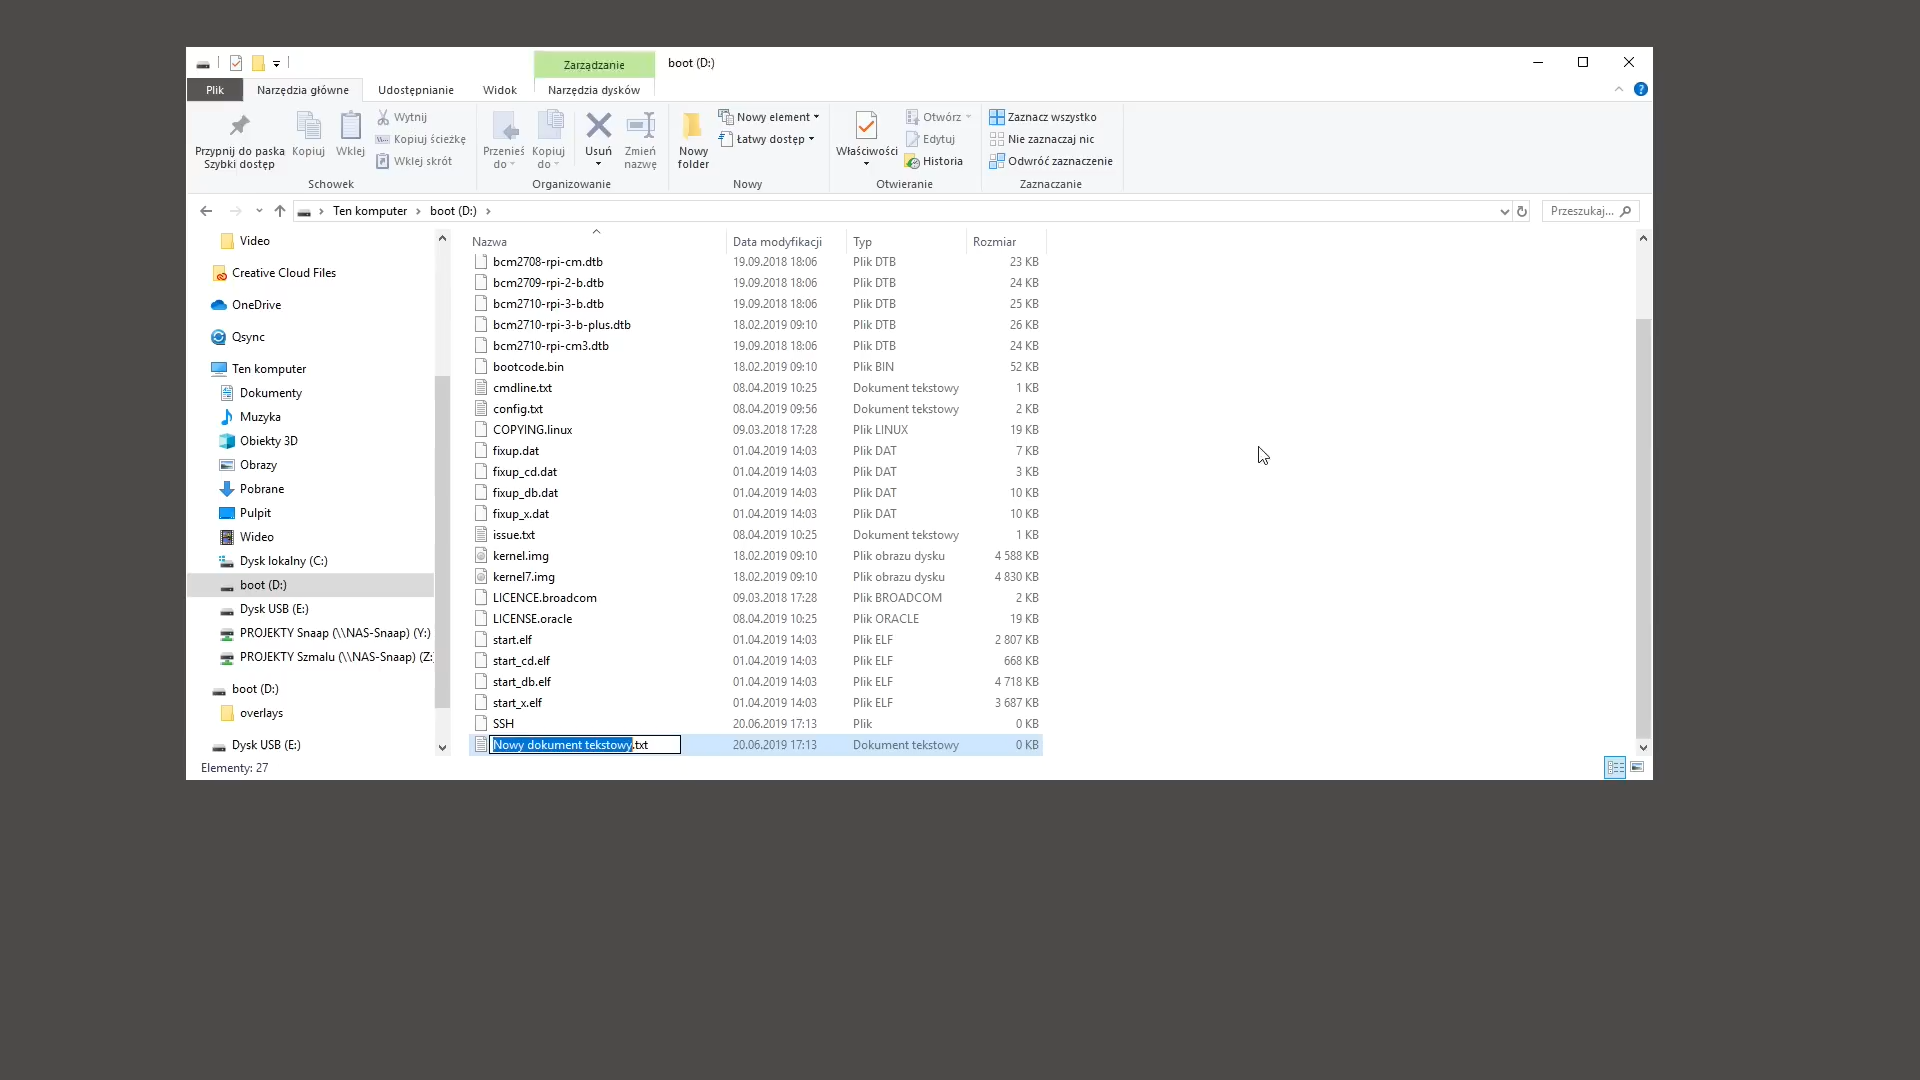 Zarządzanie
boot (D:)
Plik
Narzędzia główne
Udostępnianie
Widok
Narzędzia dysków
Przypnij do paska
Szybki dostęp
Kopiuj
Wklej
Wytnij
Kopiuj ścieżkę
Wklej skrót
Schowek
Przenieś
do
Kopiuj
do
Usuń
Zmień
nazwę
Organizowanie
Nowy
folder
Nowy element
Łatwy dostęp
Nowy
Właściwości
Otwórz
Edytuj
Historia
Otwieranie
Zaznacz wszystko
Nie zaznaczaj nic
Odwróć zaznaczenie
Zaznaczanie
Ten komputer
boot (D:)
Przeszukaj...
Video
Creative Cloud Files
OneDrive
Qsync
Ten komputer
Dokumenty
Muzyka
Obiekty 3D
Obrazy
Pobrane
Pulpit
Wideo
Dysk lokalny (C:)
boot (D:)
Dysk USB (E:)
PROJEKTY Snaap (\\NAS-Snaap) (Y:)
PROJEKTY Szmalu (\\NAS-Snaap) (Z:
boot (D:)
overlays
Dysk USB (E:)
Nazwa Data modyfikacji Typ Rozmiar
bcm2708-rpi-cm.dtb 19.09.2018 18:06 Plik DTB 23 KB
bcm2709-rpi-2-b.dtb 19.09.2018 18:06 Plik DTB 24 KB
bcm2710-rpi-3-b.dtb 19.09.2018 18:06 Plik DTB 25 KB
bcm2710-rpi-3-b-plus.dtb 18.02.2019 09:10 Plik DTB 26 KB
bcm2710-rpi-cm3.dtb 19.09.2018 18:06 Plik DTB 24 KB
bootcode.bin 18.02.2019 09:10 Plik BIN 52 KB
cmdline.txt 08.04.2019 10:25 Dokument tekstowy 1 KB
config.txt 08.04.2019 09:56 Dokument tekstowy 2 KB
COPYING.linux 09.03.2018 17:28 Plik LINUX 19 KB
fixup.dat 01.04.2019 14:03 Plik DAT 7 KB
fixup_cd.dat 01.04.2019 14:03 Plik DAT 3 KB
fixup_db.dat 01.04.2019 14:03 Plik DAT 10 KB
fixup_x.dat 01.04.2019 14:03 Plik DAT 10 KB
issue.txt 08.04.2019 10:25 Dokument tekstowy 1 KB
kernel.img 18.02.2019 09:10 Plik obrazu dysku 4 588 KB
kernel7.img 18.02.2019 09:10 Plik obrazu dysku 4 830 KB
LICENCE.broadcom 09.03.2018 17:28 Plik BROADCOM 2 KB
LICENSE.oracle 08.04.2019 10:25 Plik ORACLE 19 KB
start.elf 01.04.2019 14:03 Plik ELF 2 807 KB
start_cd.elf 01.04.2019 14:03 Plik ELF 668 KB
start_db.elf 01.04.2019 14:03 Plik ELF 4 718 KB
start_x.elf 01.04.2019 14:03 Plik ELF 3 687 KB
SSH 20.06.2019 17:13 Plik 0 KB
Nowy dokument tekstowy.txt 20.06.2019 17:13 Dokument tekstowy 0 KB
Elementy: 27